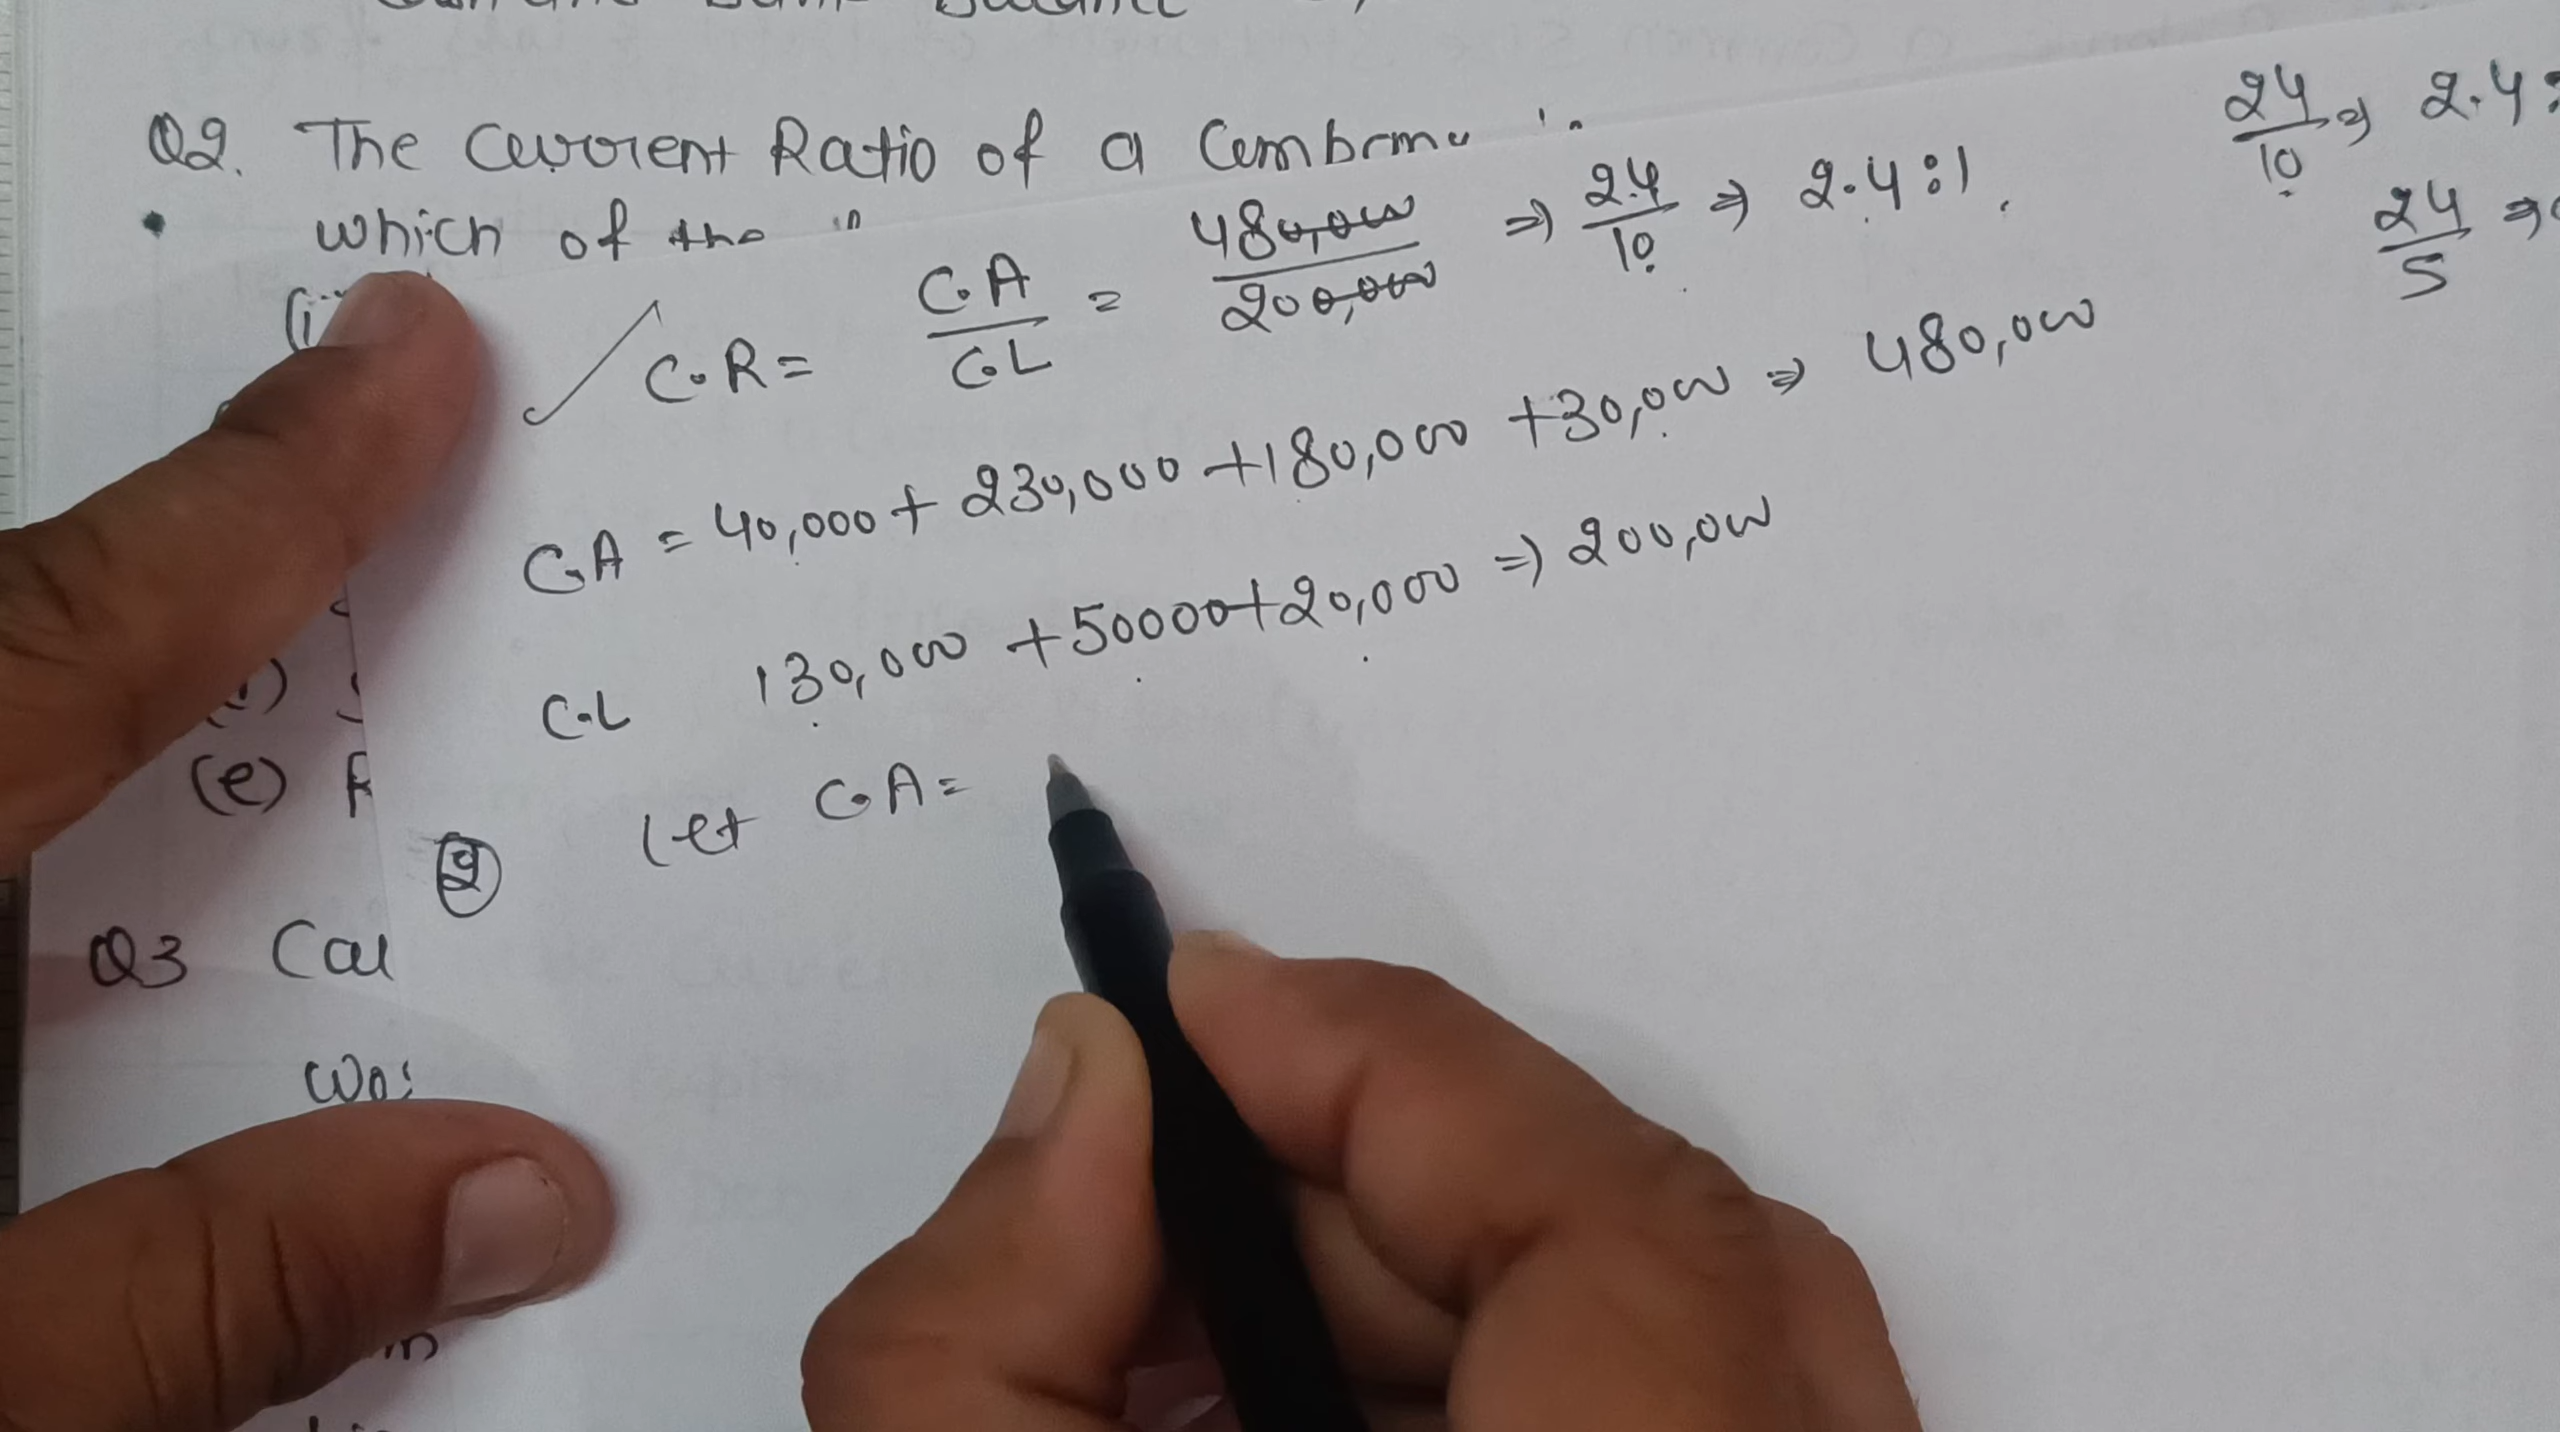 Q2. The Current Ratio of a
which of the
C.R = C.A / C.L = 480,000 / 200,000 ⇒ 24/10 ⇒ 2.4:1
24/10 ⇒ 2.4:
24/5 ⇒
C.A = 40,000 + 230,000 + 180,000 + 30,000 ⇒ 480,000
C.L 130,000 + 50000 + 20,000 ⇒ 200,000
(e)
② let C.A =
Q3 Cal